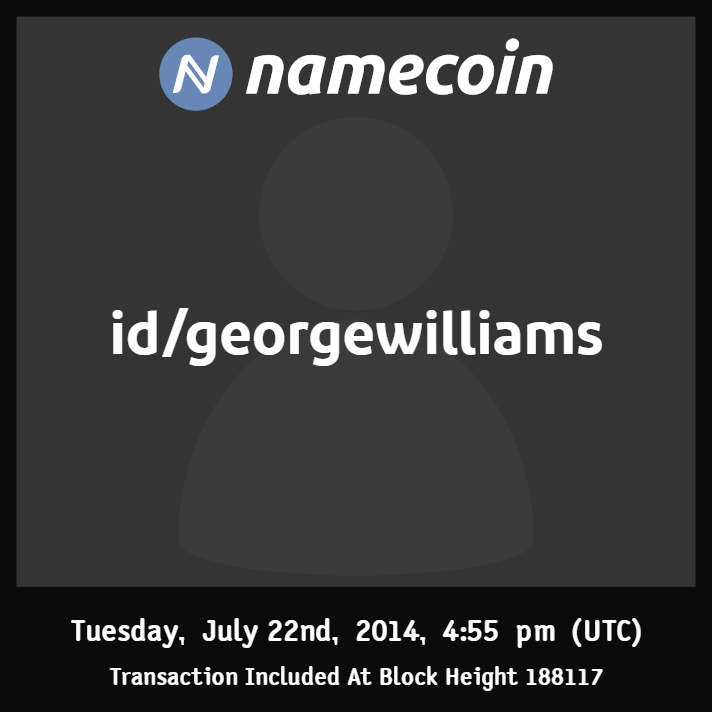 namecoin
id/georgewilliams
Tuesday, July 22nd, 2014, 4:55 pm (UTC)
Transaction Included At Block Height 188117